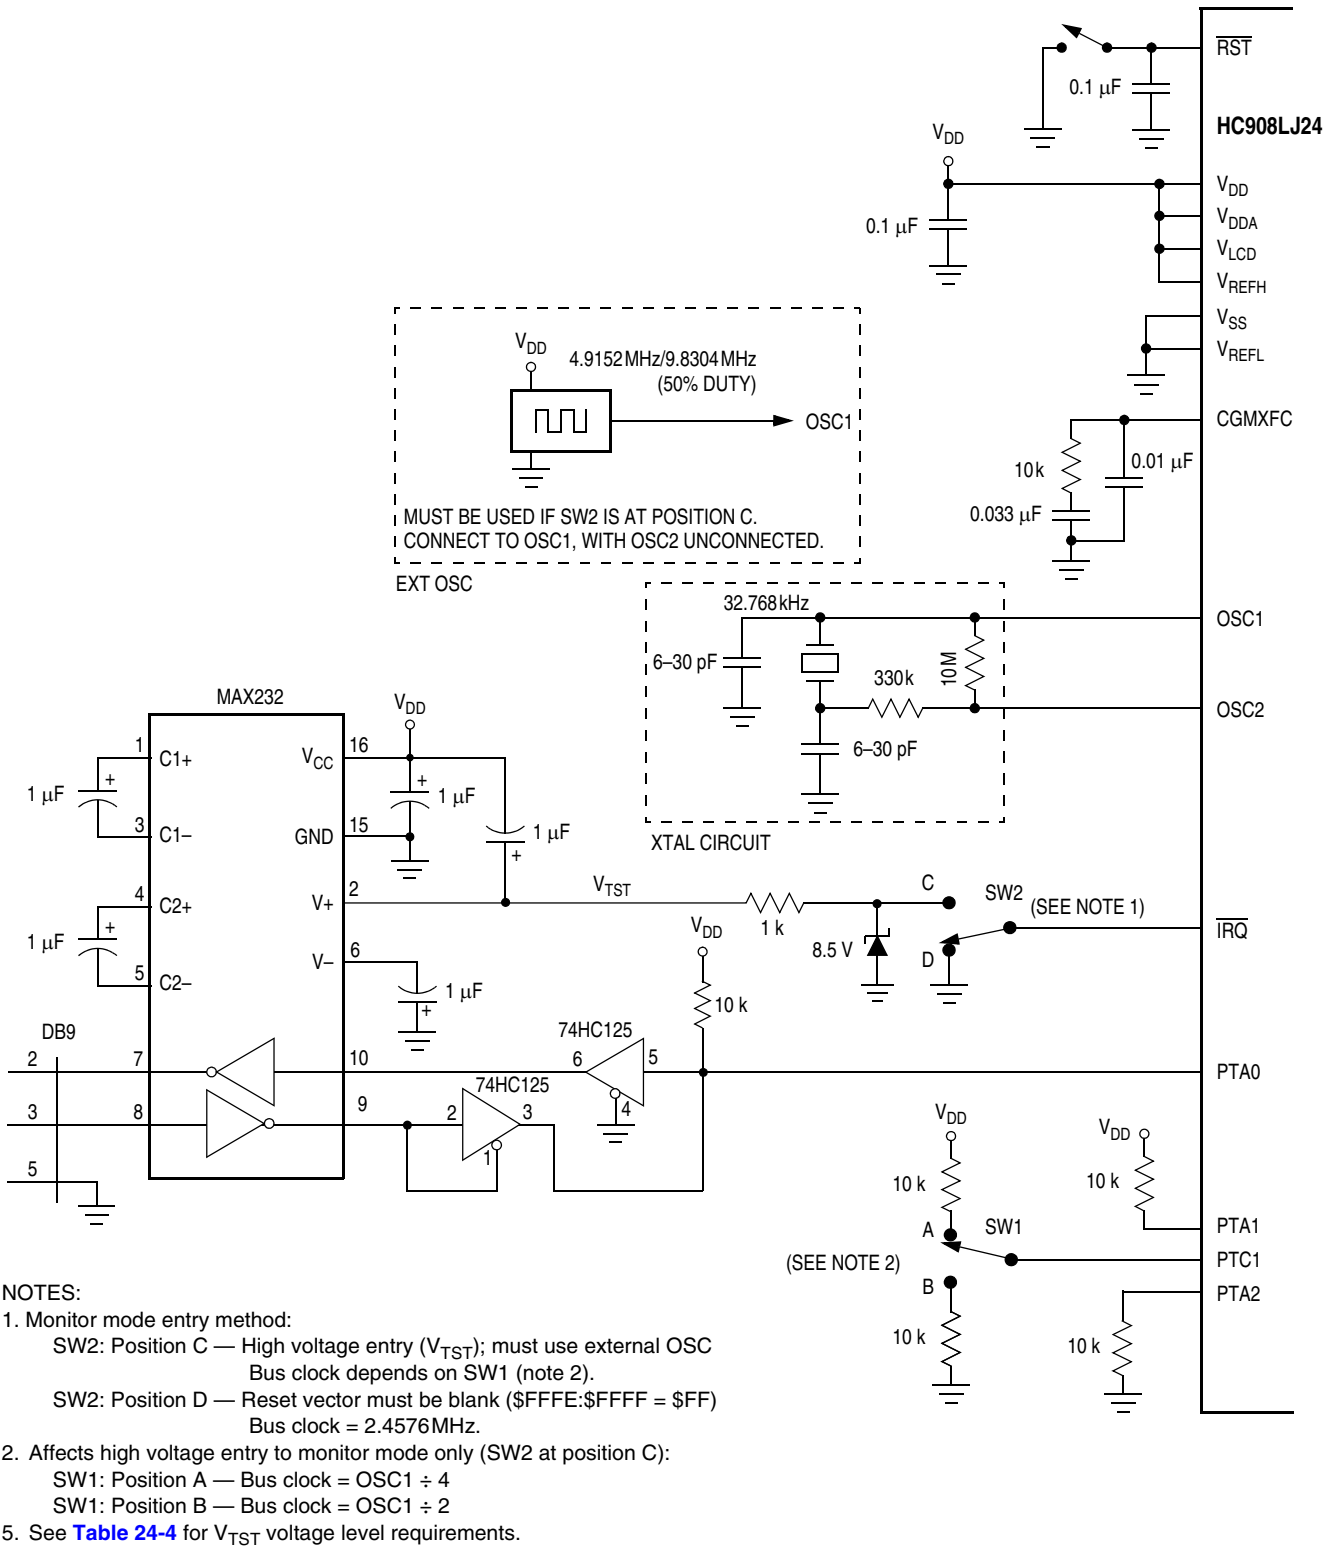 RST
0.1 µF
HC908LJ24
VDD
VDD
0.1 µF
VDDA
VLCD
VREFH
VSS
VREFL
VDD
4.9152MHz/9.8304MHz
(50% DUTY)
OSC1
MUST BE USED IF SW2 IS AT POSITION C.
CONNECT TO OSC1, WITH OSC2 UNCONNECTED.
EXT OSC
CGMXFC
10k
0.01 µF
0.033 µF
32.768kHz
OSC1
6–30 pF
10M
330k
OSC2
6–30 pF
XTAL CIRCUIT
MAX232
VDD
1
C1+
VCC
16
1 µF
+
+
1 µF
3
C1–
GND
15
1 µF
+
4
C2+
V+
2
VTST
1 k
8.5 V
C
SW2
(SEE NOTE 1)
D
IRQ
1 µF
+
5
C2–
V–
6
1 µF
+
VDD
10 k
DB9
74HC125
2
7
10
6
5
4
PTA0
74HC125
3
8
9
2
3
1
5
VDD
VDD
10 k
10 k
A
SW1
PTA1
(SEE NOTE 2)
PTC1
B
PTA2
10 k
10 k
NOTES:
1. Monitor mode entry method:
SW2: Position C — High voltage entry (VTST); must use external OSC
Bus clock depends on SW1 (note 2).
SW2: Position D — Reset vector must be blank ($FFFE:$FFFF = $FF)
Bus clock = 2.4576MHz.
2. Affects high voltage entry to monitor mode only (SW2 at position C):
SW1: Position A — Bus clock = OSC1 ÷ 4
SW1: Position B — Bus clock = OSC1 ÷ 2
5. See Table 24-4 for VTST voltage level requirements.